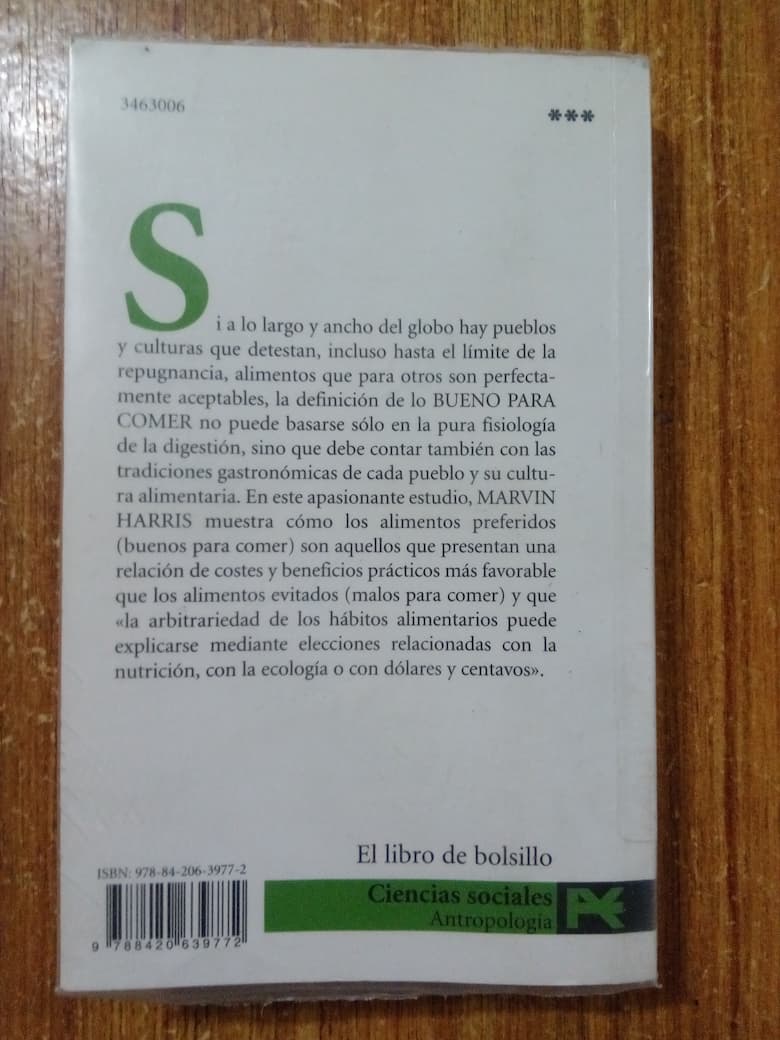 3463006
***
Si a lo largo y ancho del globo hay pueblos
y culturas que detestan, incluso hasta el límite de la
repugnancia, alimentos que para otros son perfecta-
mente aceptables, la definición de lo BUENO PARA
COMER no puede basarse sólo en la pura fisiología
de la digestión, sino que debe contar también con las
tradiciones gastronómicas de cada pueblo y su cultu-
ra alimentaria. En este apasionante estudio, MARVIN
HARRIS muestra cómo los alimentos preferidos
(buenos para comer) son aquellos que presentan una
relación de costes y beneficios prácticos más favorable
que los alimentos evitados (malos para comer) y que
«la arbitrariedad de los hábitos alimentarios puede
explicarse mediante elecciones relacionadas con la
nutrición, con la ecología o con dólares y centavos».
El libro de bolsillo
ISBN: 978-84-206-3977-2
Ciencias sociales
Antropología
9 788420 639772